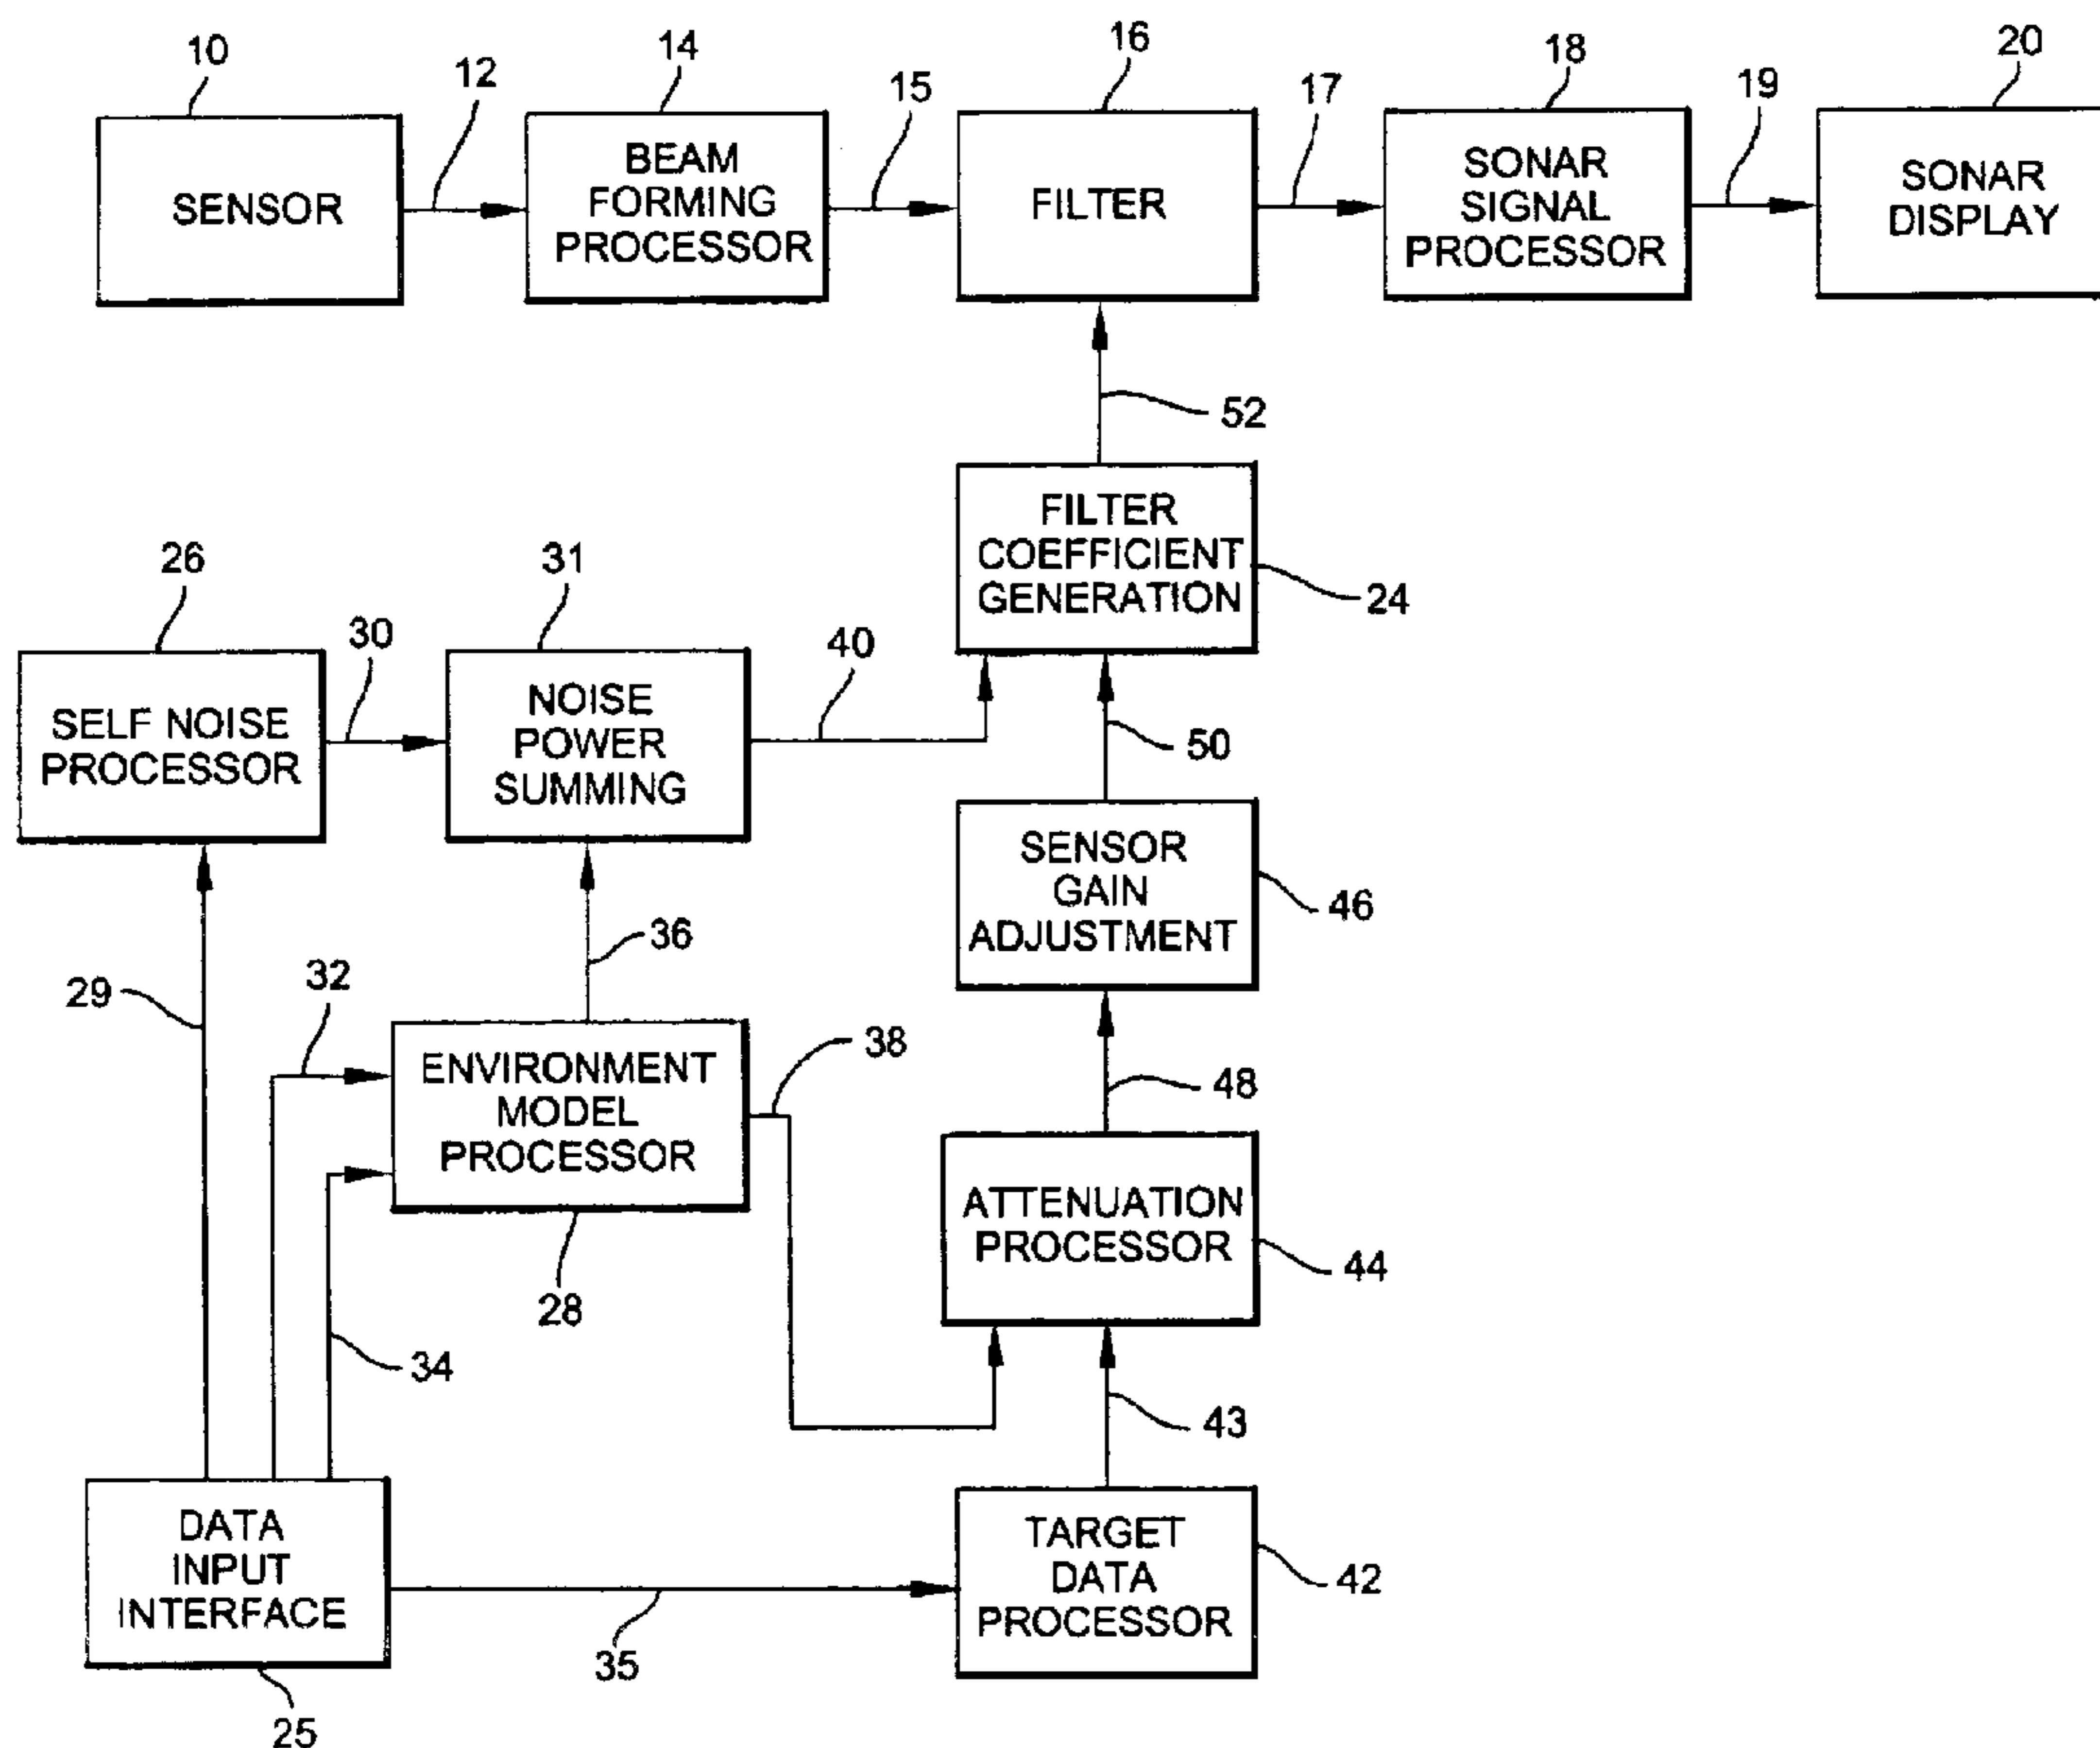 10
12
14
15
16
17
18
19
20
SENSOR
BEAM
FORMING
PROCESSOR
FILTER
SONAR
SIGNAL
PROCESSOR
SONAR
DISPLAY
52
FILTER
COEFFICIENT
GENERATION
24
26
30
31
40
SELF NOISE
PROCESSOR
NOISE
POWER
SUMMING
50
SENSOR
GAIN
ADJUSTMENT
46
36
29
32
38
ENVIRONMENT
MODEL
PROCESSOR
48
28
ATTENUATION
PROCESSOR
44
34
43
DATA
INPUT
INTERFACE
35
TARGET
DATA
PROCESSOR
42
25